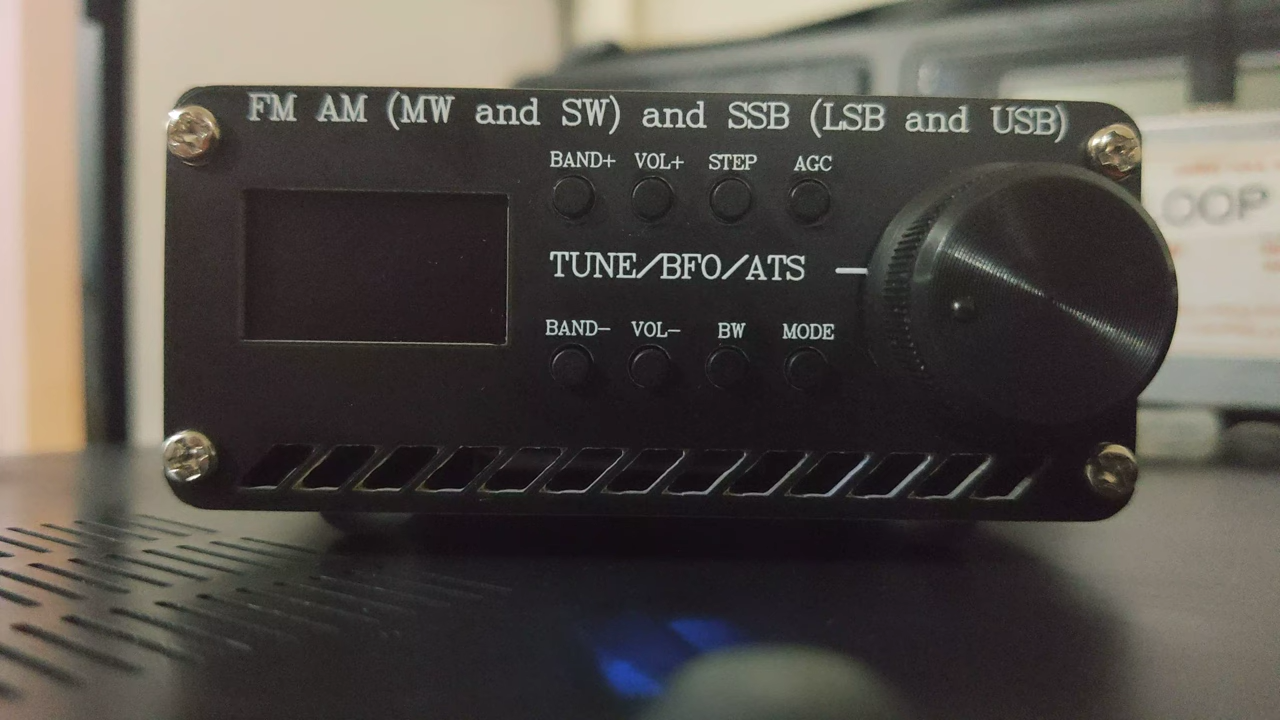 FM AM (MW and SW) and SSB (LSB and USB)
BAND+ VOL+ STEP AGC
TUNE/BFO/ATS
BAND- VOL- BW MODE
OOP